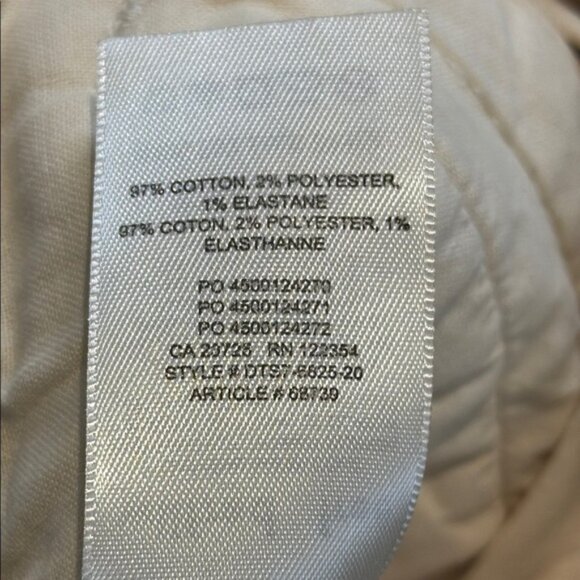 97% COTTON, 2% POLYESTER,
1% ELASTANE
97% COTON, 2% POLYESTER, 1%
ELASTHANNE
PO 4500124270
PO 4500124271
PO 4500124272
CA 23725 RN 122354
STYLE # DTS7-6625-20
ARTICLE # 68739